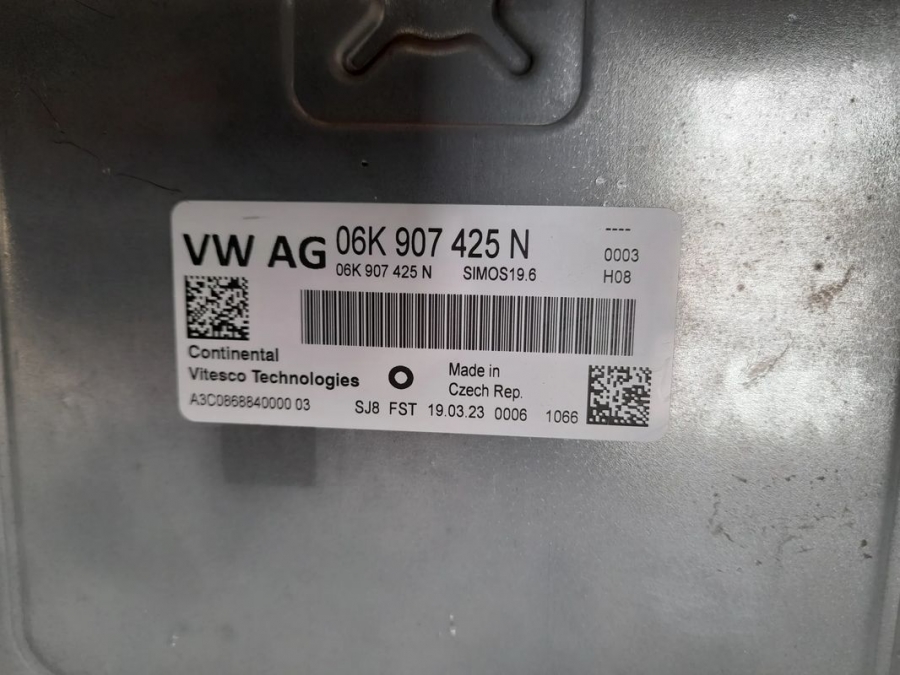 VW AG 06K 907 425 N ----
06K 907 425 N SIMOS19.6 0003
H08
Continental
Vitesco Technologies
Made in
Czech Rep.
A3C0868840000 03 SJ8 FST 19.03.23 0006 1066